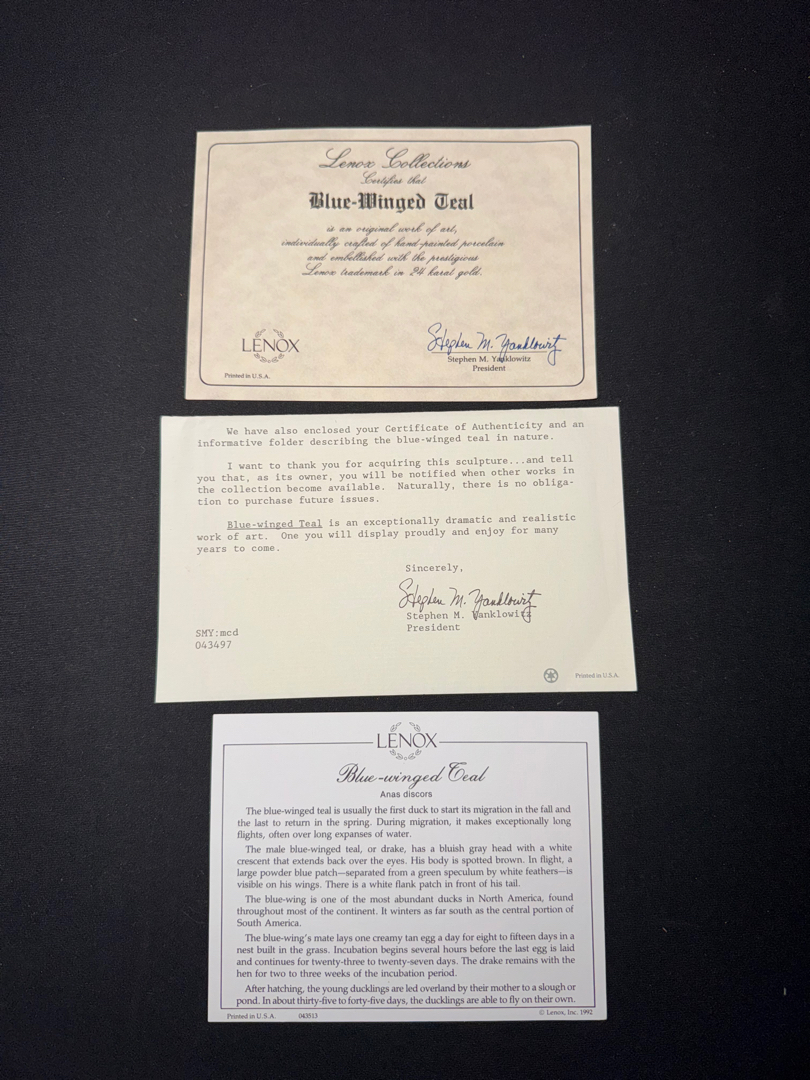 Lenox Collections
Certifies that
Blue-Winged Teal
is an original work of art,
individually crafted of hand-painted porcelain
and embellished with the prestigious
Lenox trademark in 24 karat gold.
LENOX
Stephen M. Yanklowitz
Stephen M. Yanklowitz
President
Printed in U.S.A.
We have also enclosed your Certificate of Authenticity and an
informative folder describing the blue-winged teal in nature.
I want to thank you for acquiring this sculpture...and tell
you that, as its owner, you will be notified when other works in
the collection become available. Naturally, there is no obliga-
tion to purchase future issues.
Blue-winged Teal is an exceptionally dramatic and realistic
work of art. One you will display proudly and enjoy for many
years to come.
Sincerely,
Stephen M. Yanklowitz
Stephen M. Yanklowitz
President
SMY:mcd
043497
Printed in U.S.A.
LENOX
Blue-winged Teal
Anas discors
The blue-winged teal is usually the first duck to start its migration in the fall and
the last to return in the spring. During migration, it makes exceptionally long
flights, often over long expanses of water.
The male blue-winged teal, or drake, has a bluish gray head with a white
crescent that extends back over the eyes. His body is spotted brown. In flight, a
large powder blue patch—separated from a green speculum by white feathers—is
visible on his wings. There is a white flank patch in front of his tail.
The blue-wing is one of the most abundant ducks in North America, found
throughout most of the continent. It winters as far south as the central portion of
South America.
The blue-wing's mate lays one creamy tan egg a day for eight to fifteen days in a
nest built in the grass. Incubation begins several hours before the last egg is laid
and continues for twenty-three to twenty-seven days. The drake remains with the
hen for two to three weeks of the incubation period.
After hatching, the young ducklings are led overland by their mother to a slough or
pond. In about thirty-five to forty-five days, the ducklings are able to fly on their own.
Printed in U.S.A. 043513 © Lenox, Inc. 1992